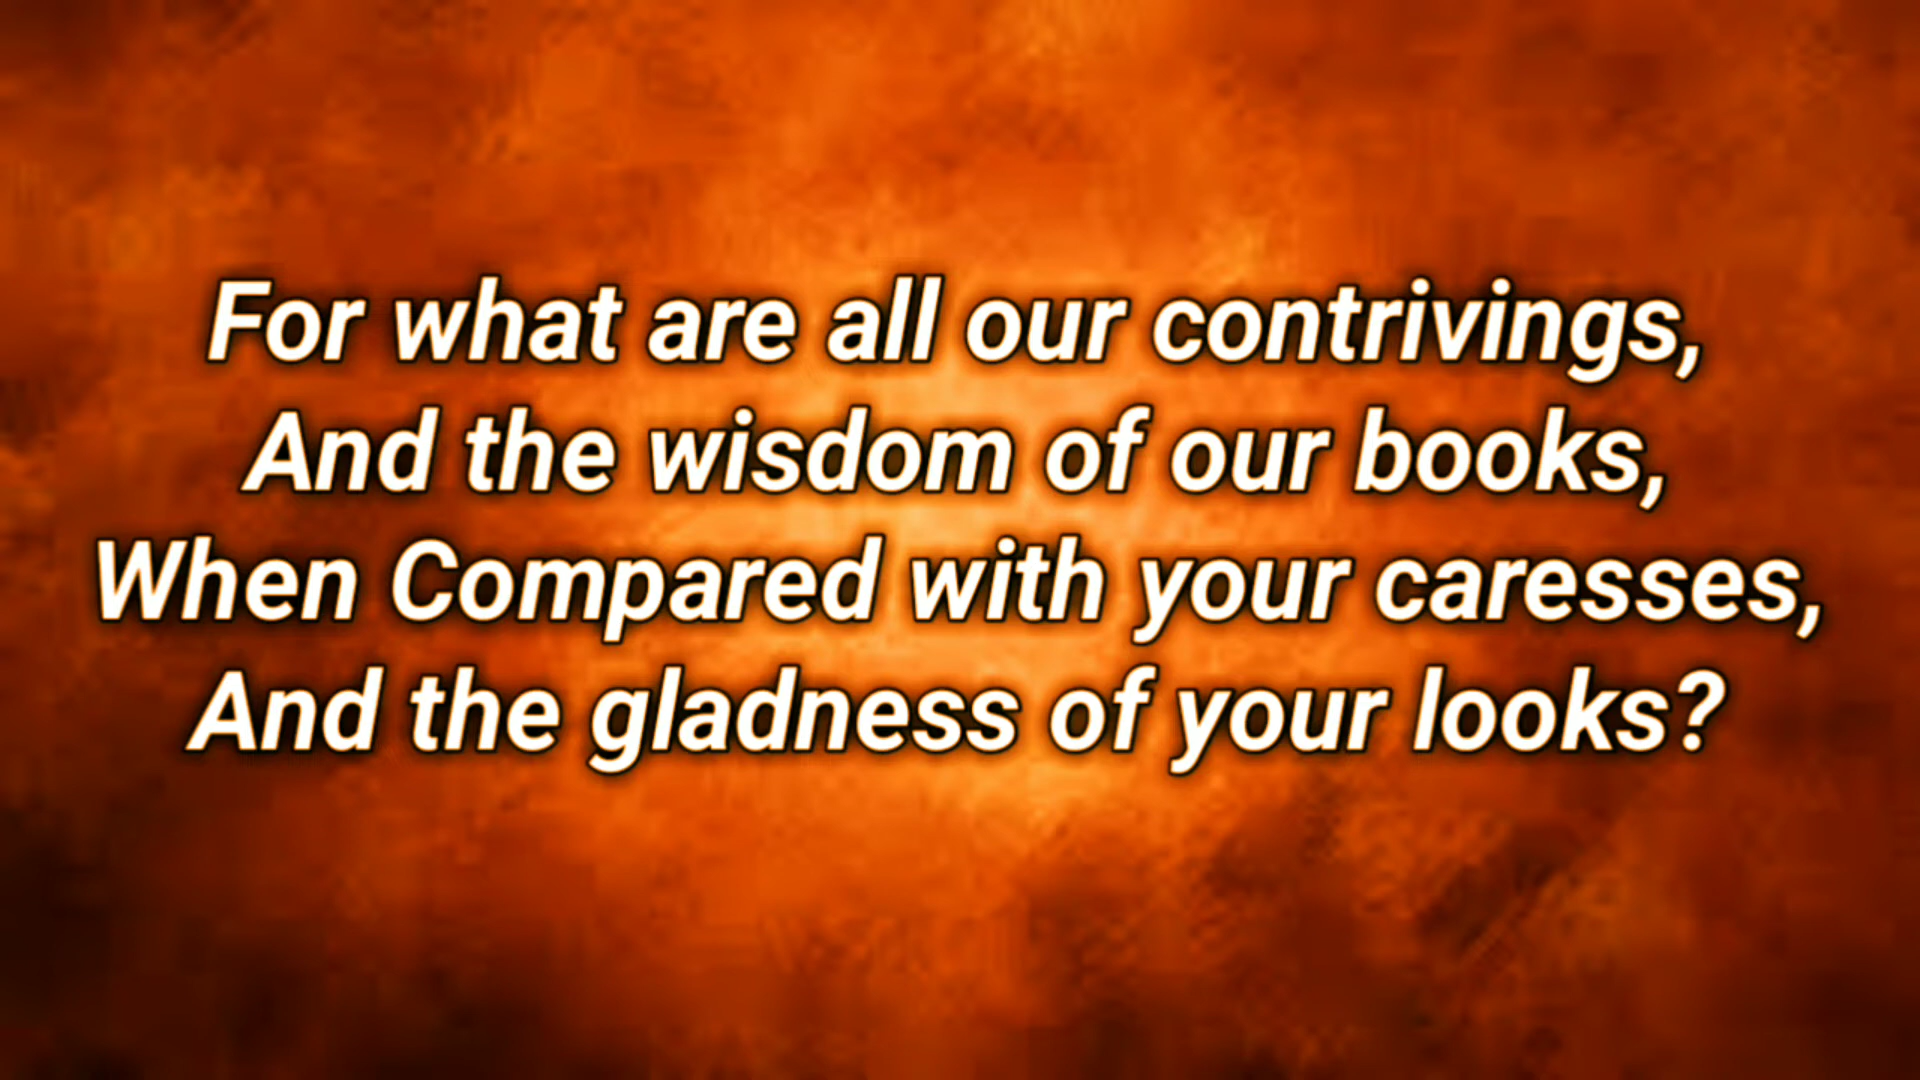 For what are all our contrivings,
And the wisdom of our books,
When Compared with your caresses,
And the gladness of your looks?